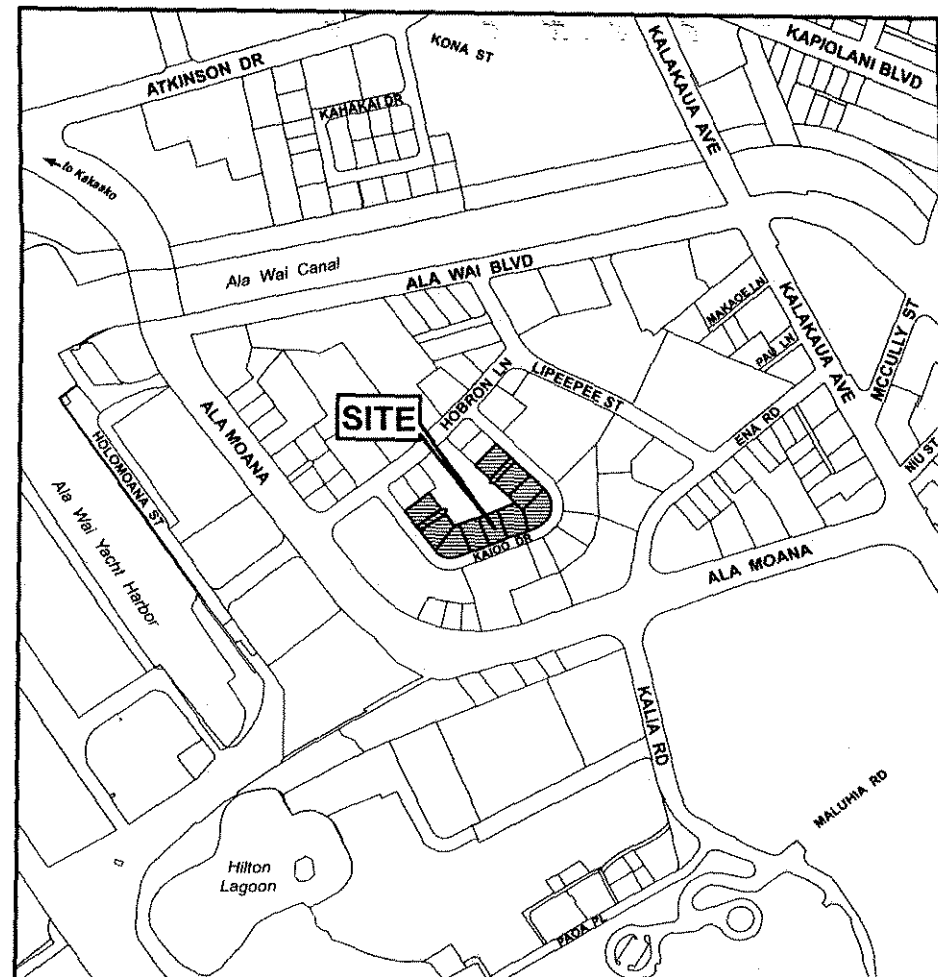 KONA ST
KALAKAUA AVE
KAPIOLANI BLVD
ATKINSON DR
KAHAKAI DR
to Kakaako
Ala Wai Canal
ALA WAI BLVD
MAKAOE LN
KALAKAUA AVE
PAU LN
MCCULLY ST
HOBRON LN
LIPEEPEE ST
ENA RD
NIU ST
SITE
ALA MOANA
HOLOMOANA ST
Ala Wai Yacht Harbor
KAIOO DR
ALA MOANA
KALIA RD
MALUHIA RD
Hilton
Lagoon
PAOA PL